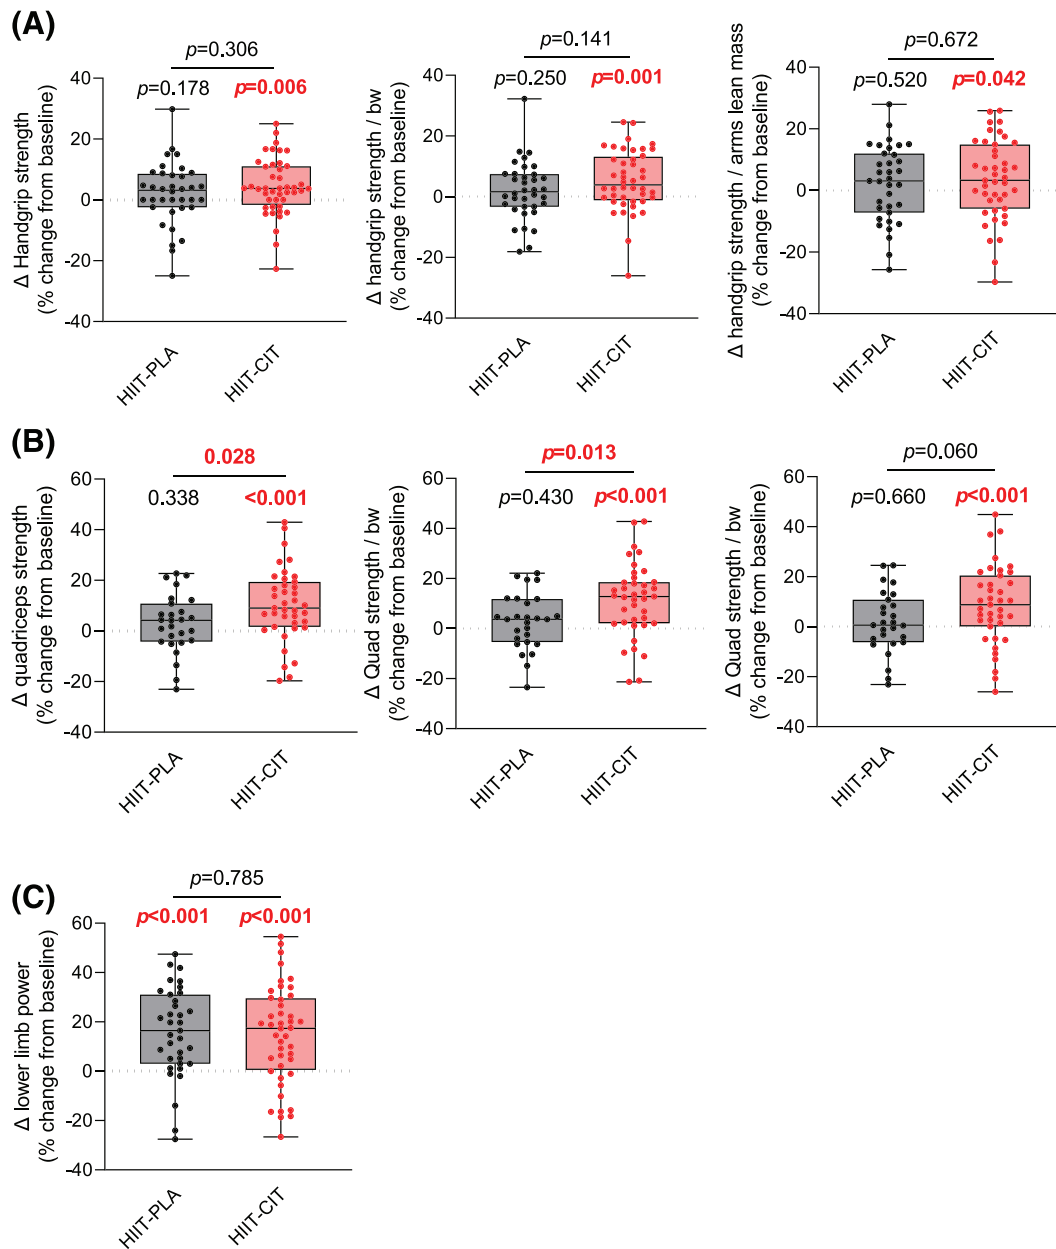 (A)
p=0.306
p=0.178
p=0.006
Δ Handgrip strength
(% change from baseline)
40
20
0
-20
-40
HIIT-PLA
HIIT-CIT
p=0.141
p=0.250
p=0.001
Δ handgrip strength / bw
(% change from baseline)
40
20
0
-20
-40
HIIT-PLA
HIIT-CIT
p=0.672
p=0.520
p=0.042
Δ handgrip strength / arms lean mass
(% change from baseline)
40
20
0
-20
-40
HIIT-PLA
HIIT-CIT
(B)
0.028
0.338
<0.001
Δ quadriceps strength
(% change from baseline)
60
40
20
0
-20
-40
HIIT-PLA
HIIT-CIT
p=0.013
p=0.430
p<0.001
Δ Quad strength / bw
(% change from baseline)
60
40
20
0
-20
-40
HIIT-PLA
HIIT-CIT
p=0.060
p=0.660
p<0.001
Δ Quad strength / bw
(% change from baseline)
60
40
20
0
-20
-40
HIIT-PLA
HIIT-CIT
(C)
p=0.785
p<0.001
p<0.001
Δ lower limb power
(% change from baseline)
60
40
20
0
-20
-40
HIIT-PLA
HIIT-CIT